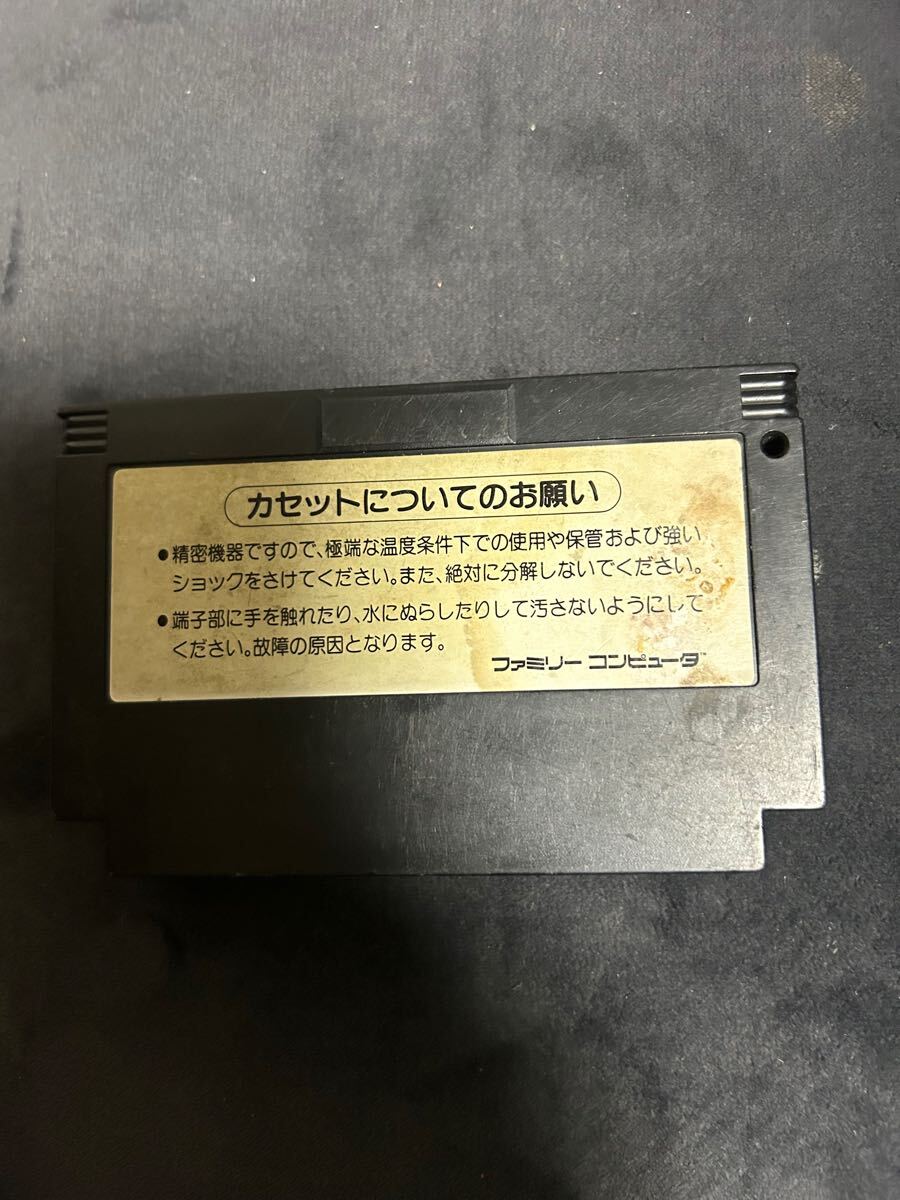 カセットについてのお願い
●精密機器ですので、極端な温度条件下での使用や保管および強い
ショックをさけてください。また、絶対に分解しないでください。
●端子部に手を触れたり、水にぬらしたりして汚さないようにして
ください。故障の原因となります。
ファミリー コンピュータ™